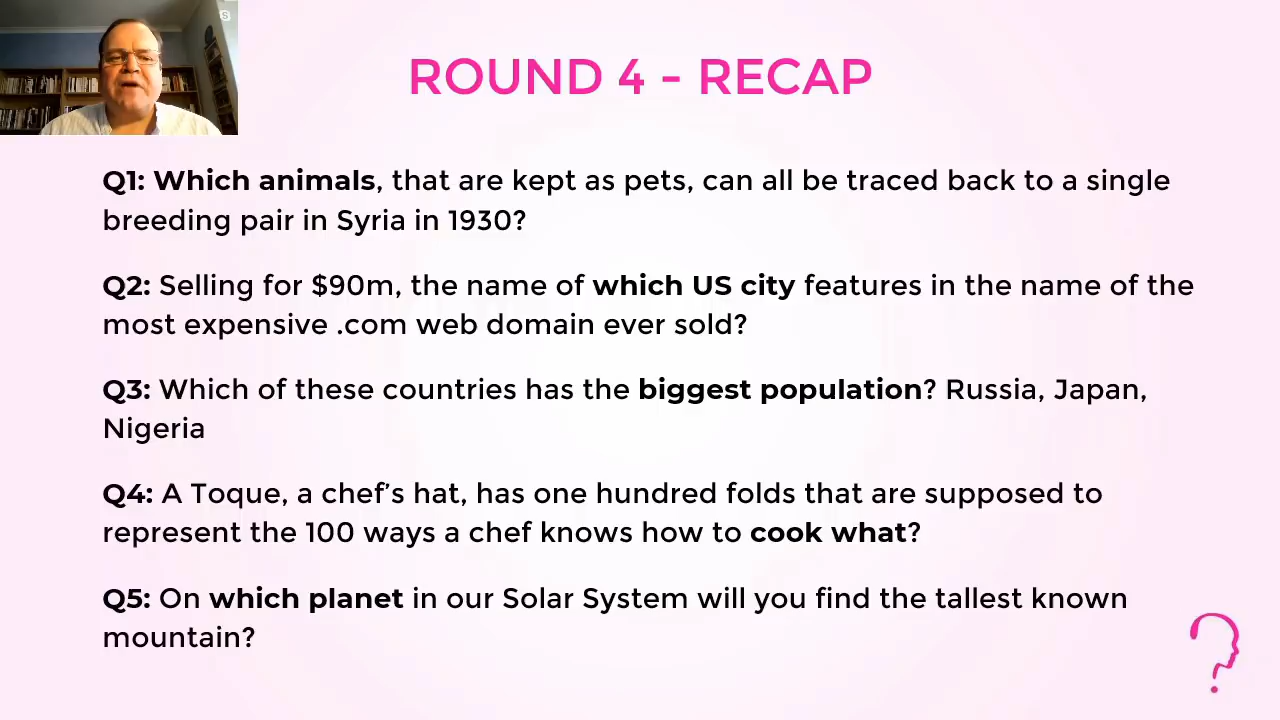 ROUND 4 - RECAP
Q1: Which animals, that are kept as pets, can all be traced back to a single
breeding pair in Syria in 1930?
Q2: Selling for $90m, the name of which US city features in the name of the
most expensive .com web domain ever sold?
Q3: Which of these countries has the biggest population? Russia, Japan,
Nigeria
Q4: A Toque, a chef’s hat, has one hundred folds that are supposed to
represent the 100 ways a chef knows how to cook what?
Q5: On which planet in our Solar System will you find the tallest known
mountain?